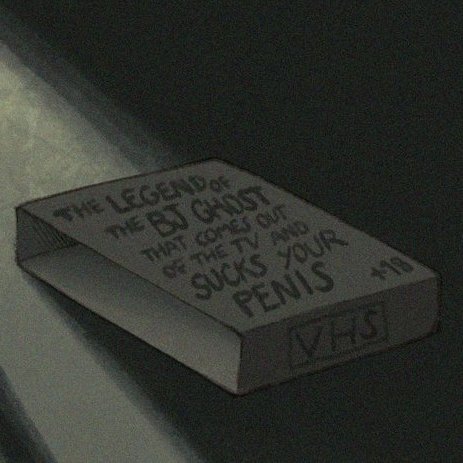 THE LEGEND OF
THE BJ GHOST
THAT COMES OUT
OF THE TV AND
SUCKS YOUR
PENIS
+18
VHS